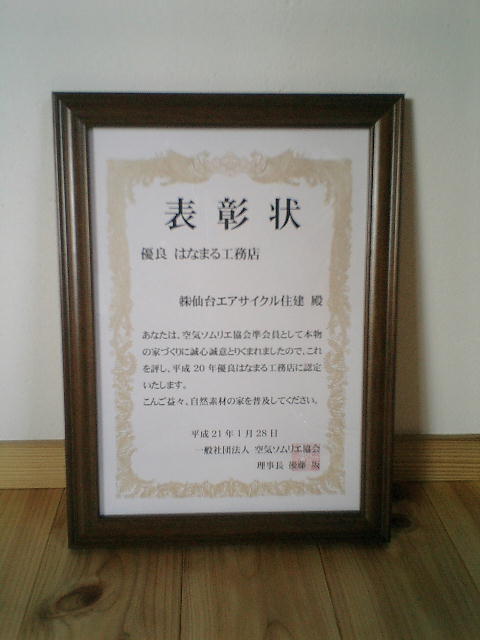 表彰状
優良 はなまる工務店
㈱仙台エアサイクル住建 殿
あなたは、空気ソムリエ協会準会員として本物
の家づくりに誠心誠意とりくまれましたので、これ
を評し、平成20年優良はなまる工務店に認定
いたします。
こんご益々、自然素材の家を普及してください。
平成21年1月28日
一般社団法人 空気ソムリエ協会
理事長